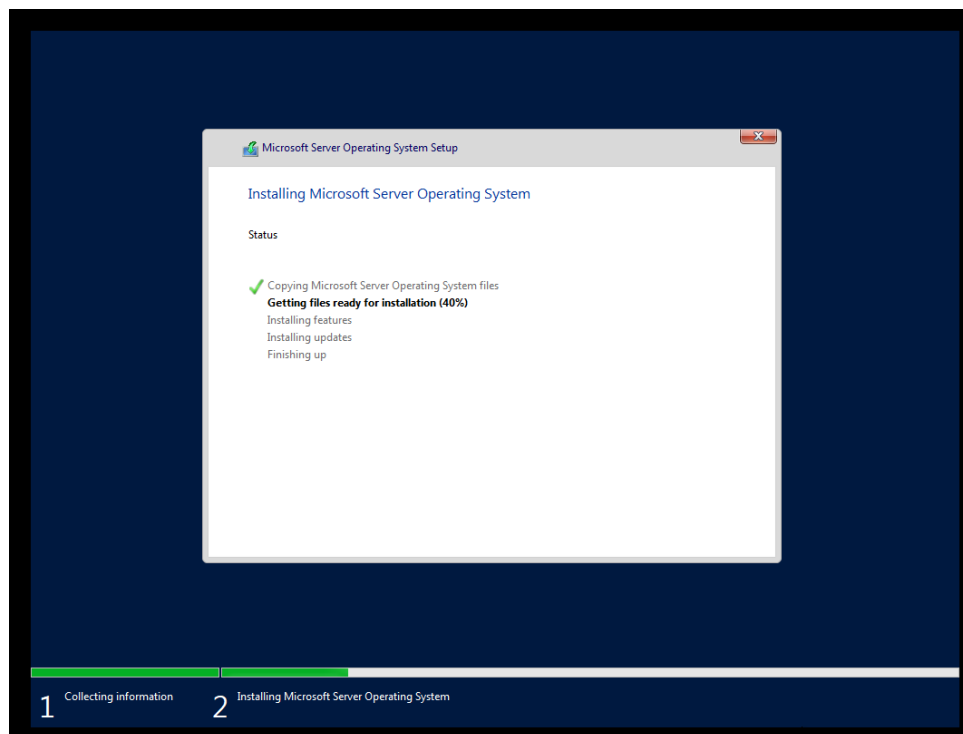 Microsoft Server Operating System Setup
Installing Microsoft Server Operating System
Status
Copying Microsoft Server Operating System files
Getting files ready for installation (40%)
Installing features
Installing updates
Finishing up
1 Collecting information
2 Installing Microsoft Server Operating System